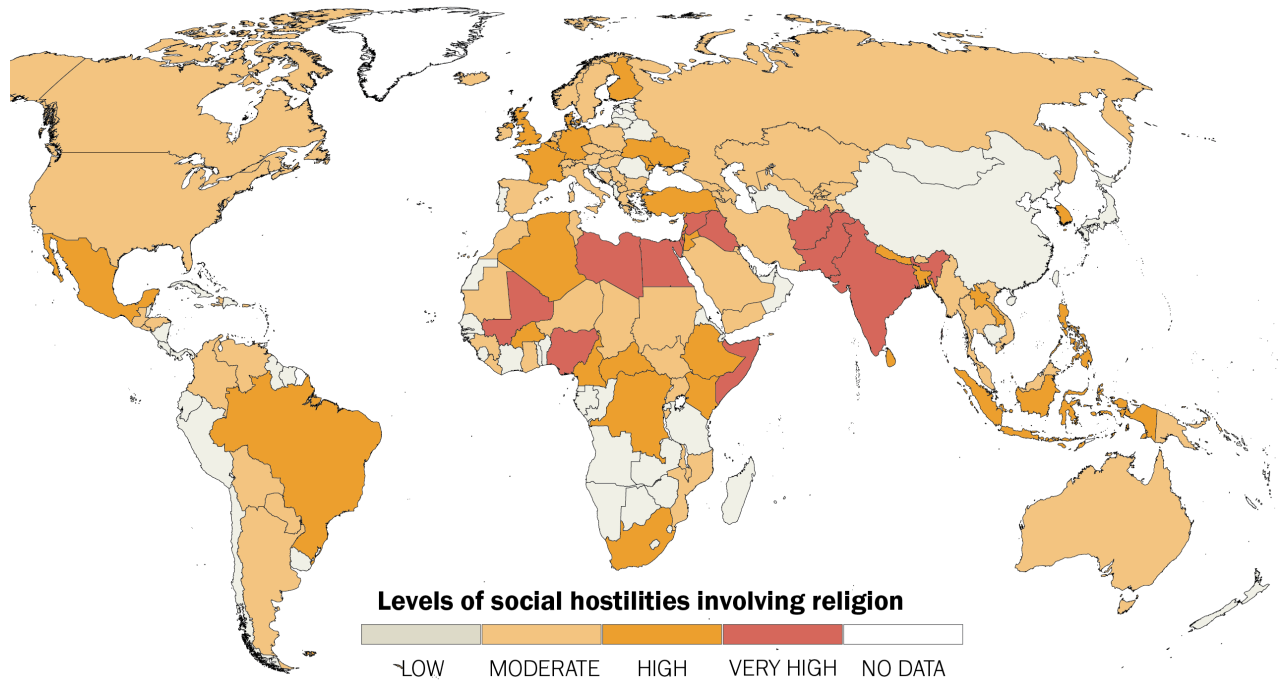 Levels of social hostilities involving religion
LOW MODERATE HIGH VERY HIGH NO DATA